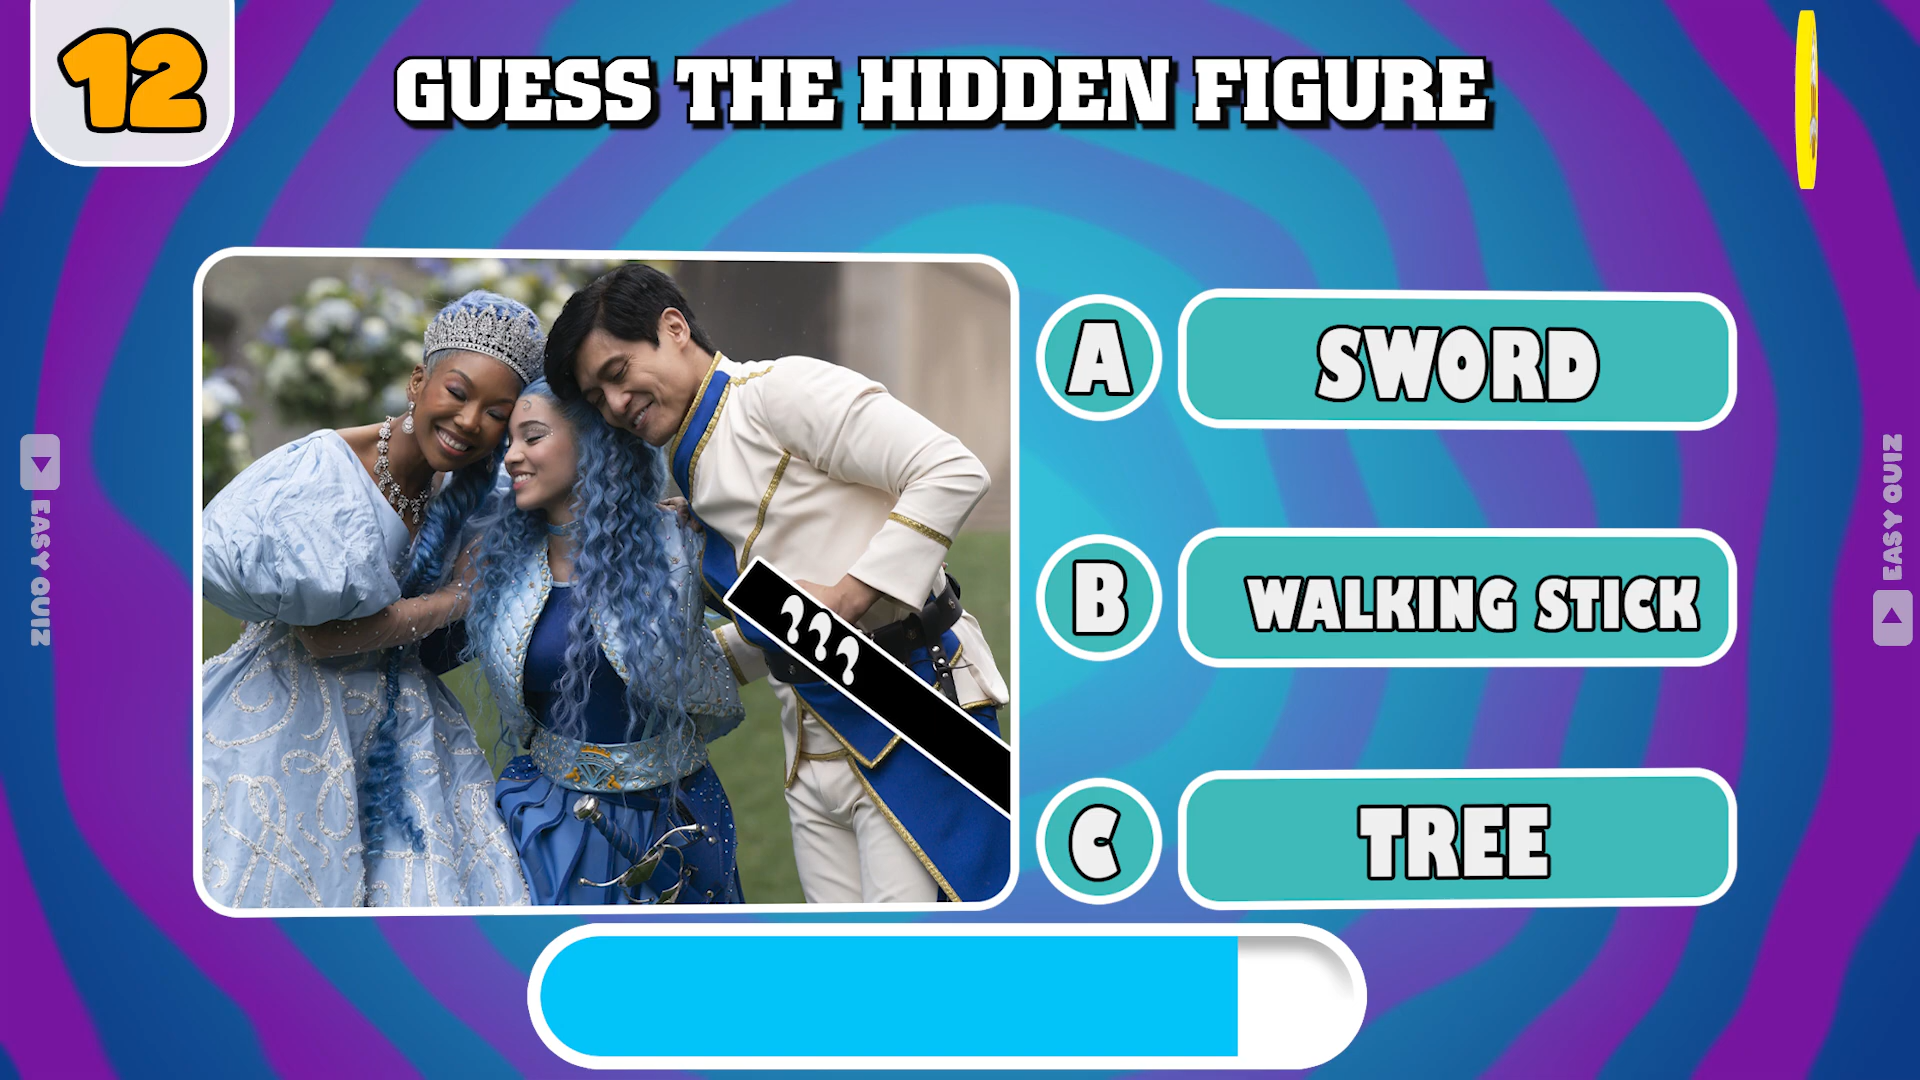 12
GUESS THE HIDDEN FIGURE
A
SWORD
B
WALKING STICK
C
TREE
???
EASY QUIZ
EASY QUIZ